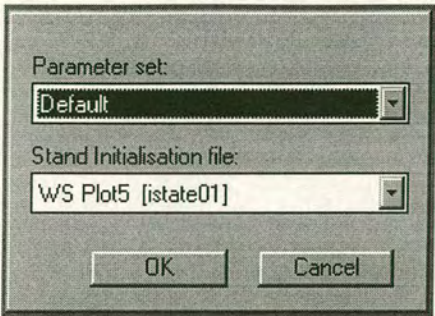 Parameter set:
Default
Stand Initialisation file:
WS Plot5 [istate01]
OK Cancel